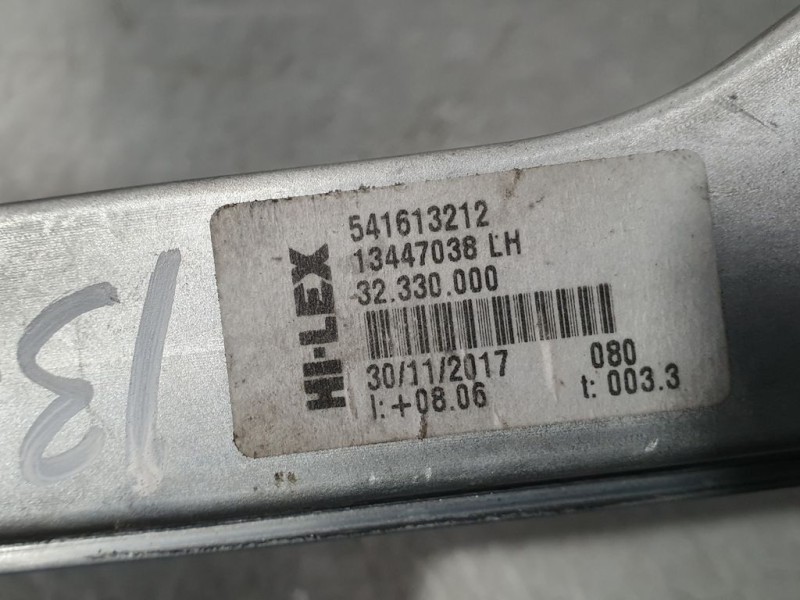 HI-LEX
541613212
13447038 LH
32.330.000
30/11/2017 080
I: +08.06 t: 003.3
13